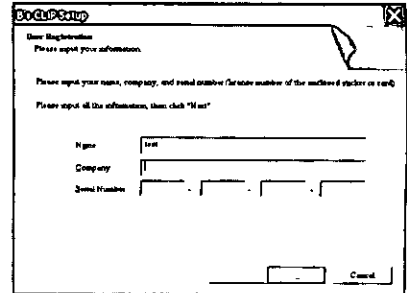 B's CLIP Setup
User Registration
Please input your information.
Please input your name, company, and serial number (license number of the enclosed sticker or card)
Please input all the information, then click "Next"
Name
test
Company
Serial Number
- - -
Cancel